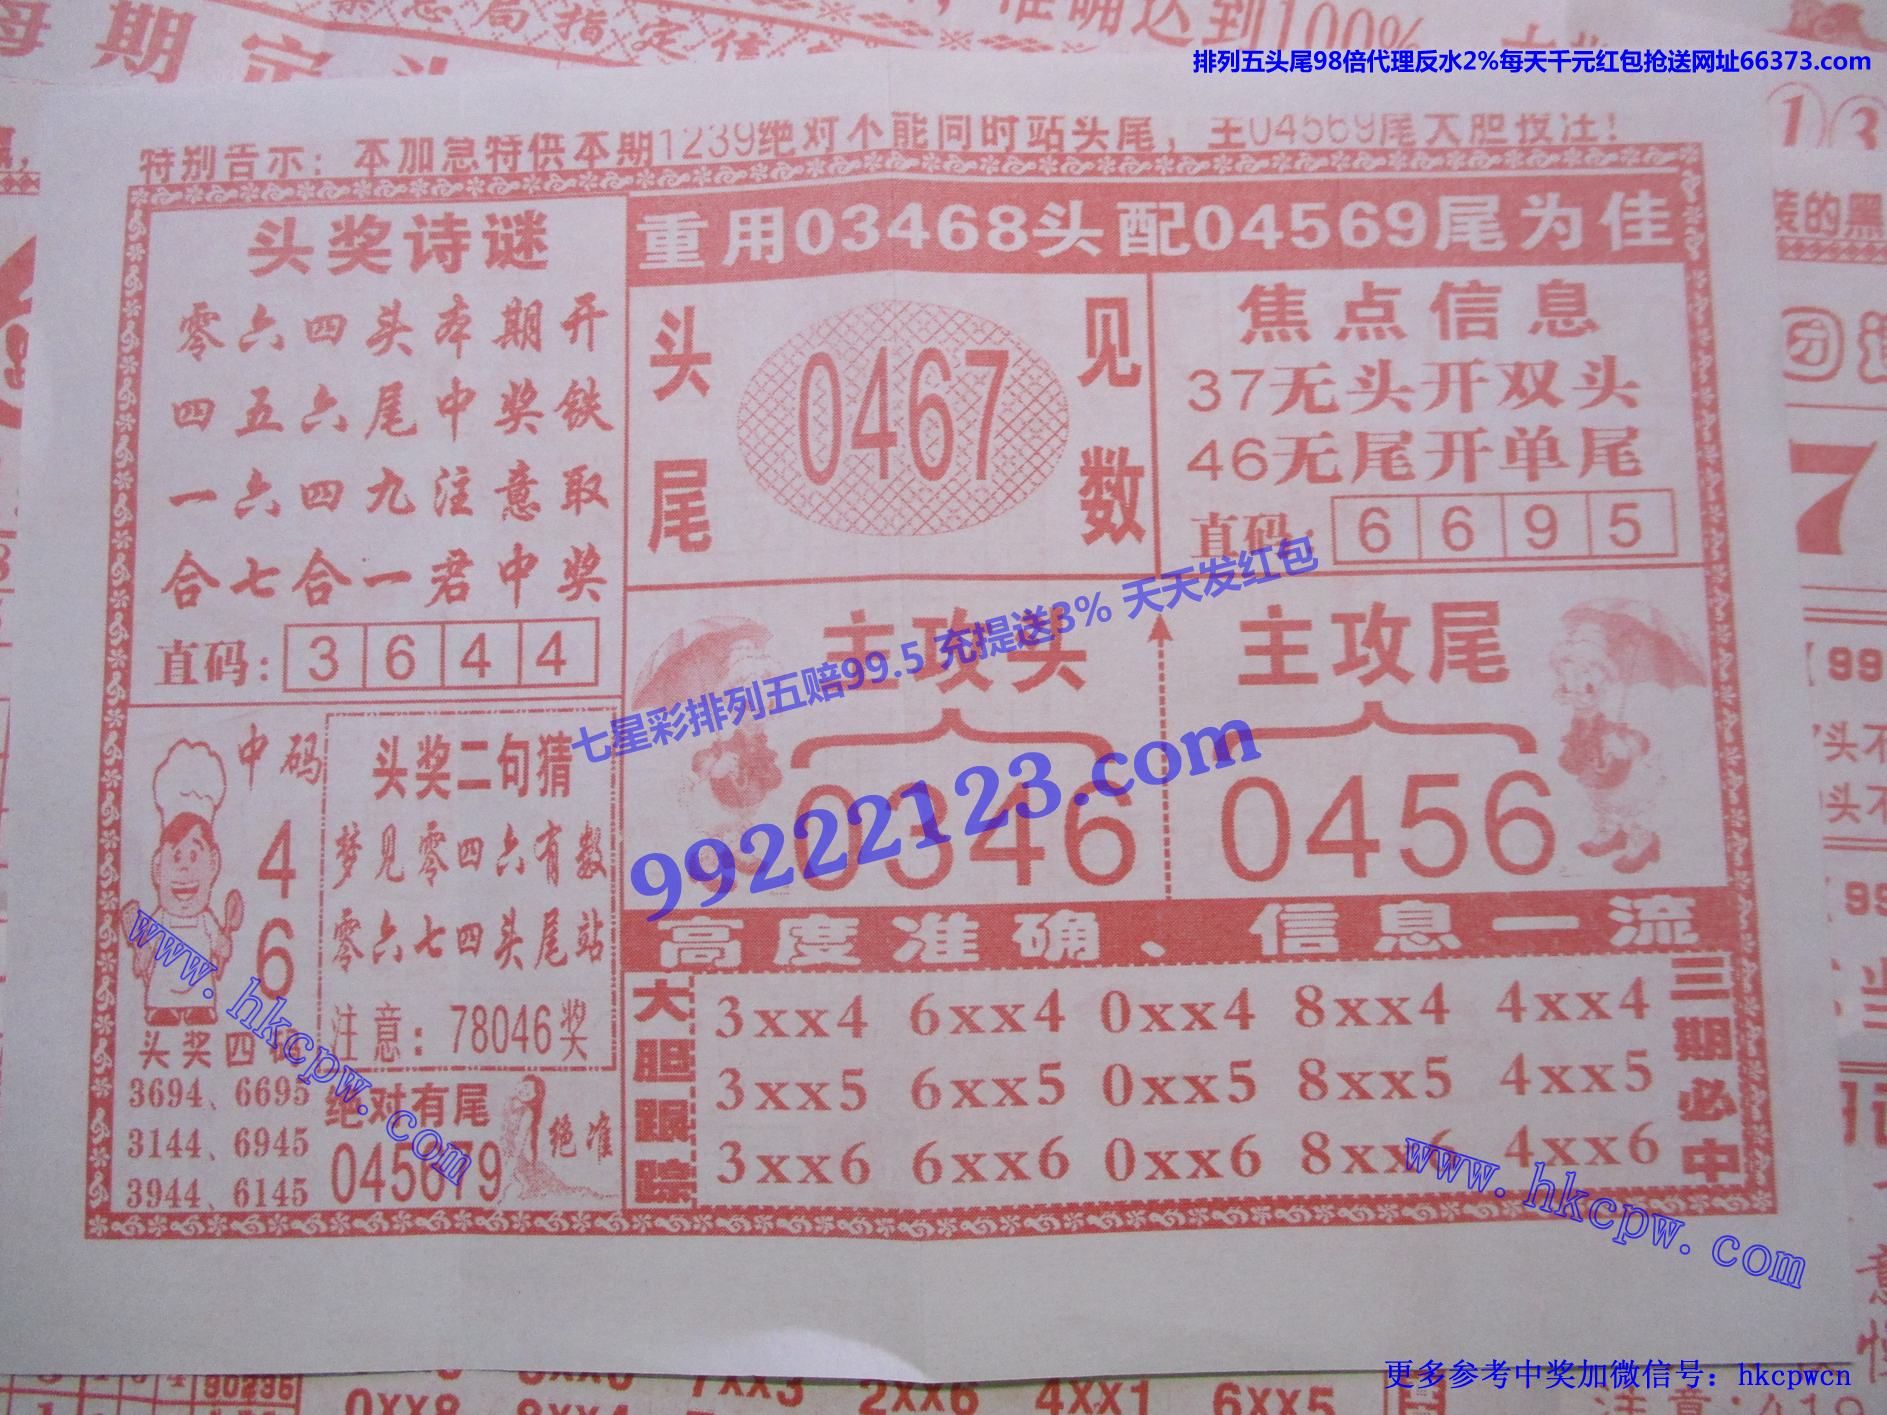 排列五头尾98倍代理反水2%每天千元红包抢送网址66373.com
特别告示：本加急特供本期1239绝对不能同时站头尾，主04569尾大胆投注！
重用03468头配04569尾为佳
头奖诗谜
零六四头本期开
四五六尾中奖铁
一六四九注意取
合七合一君中奖
直码：3644
头尾
0467
见数
焦点信息
37无头开双头
46无尾开单尾
直码：6695
七星彩排列五赔99.5 充提送3% 天天发红包
99222123.com
主攻头
0346
主攻尾
0456
中码
4
6
头奖二句猜
梦见零四六有数
零六七四头尾站
注意：78046奖
头奖四
3694、6695
3144、6945
3944、6145
绝对有尾
045679
绝准
高度准确、信息一流
大胆跟踪
3xx4 6xx4 0xx4 8xx4 4xx4
3xx5 6xx5 0xx5 8xx5 4xx5
3xx6 6xx6 0xx6 8xx6 4xx6
三期必中
www.hkcpw.com
www.hkcpw.com
0xx8 7xx3 2xx6 4xx1 6xx5
更多参考中奖加微信号：hkcpwcn